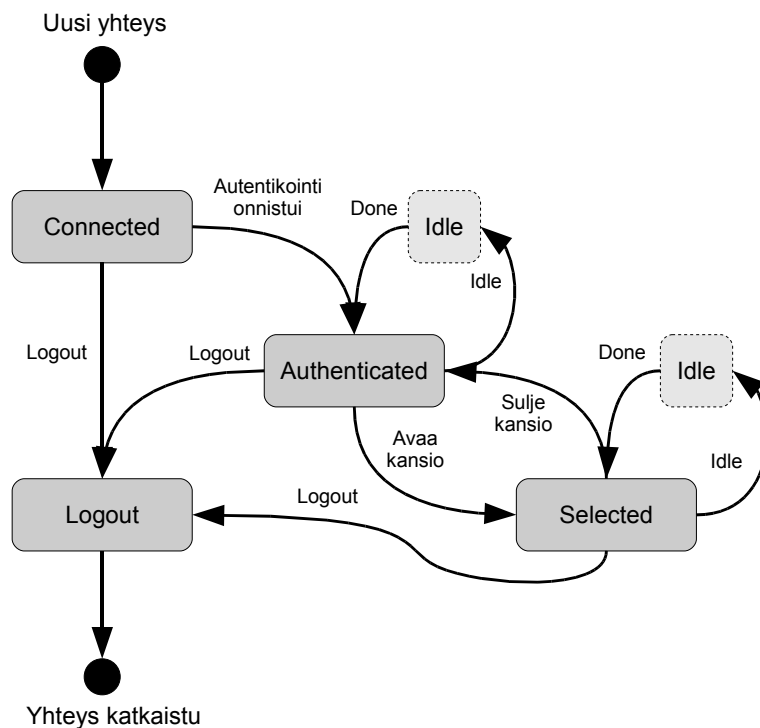 Uusi yhteys
Autentikointi
onnistui
Connected
Done
Idle
Idle
Logout
Logout
Authenticated
Done
Idle
Sulje
kansio
Avaa
kansio
Idle
Logout
Logout
Selected
Yhteys katkaistu